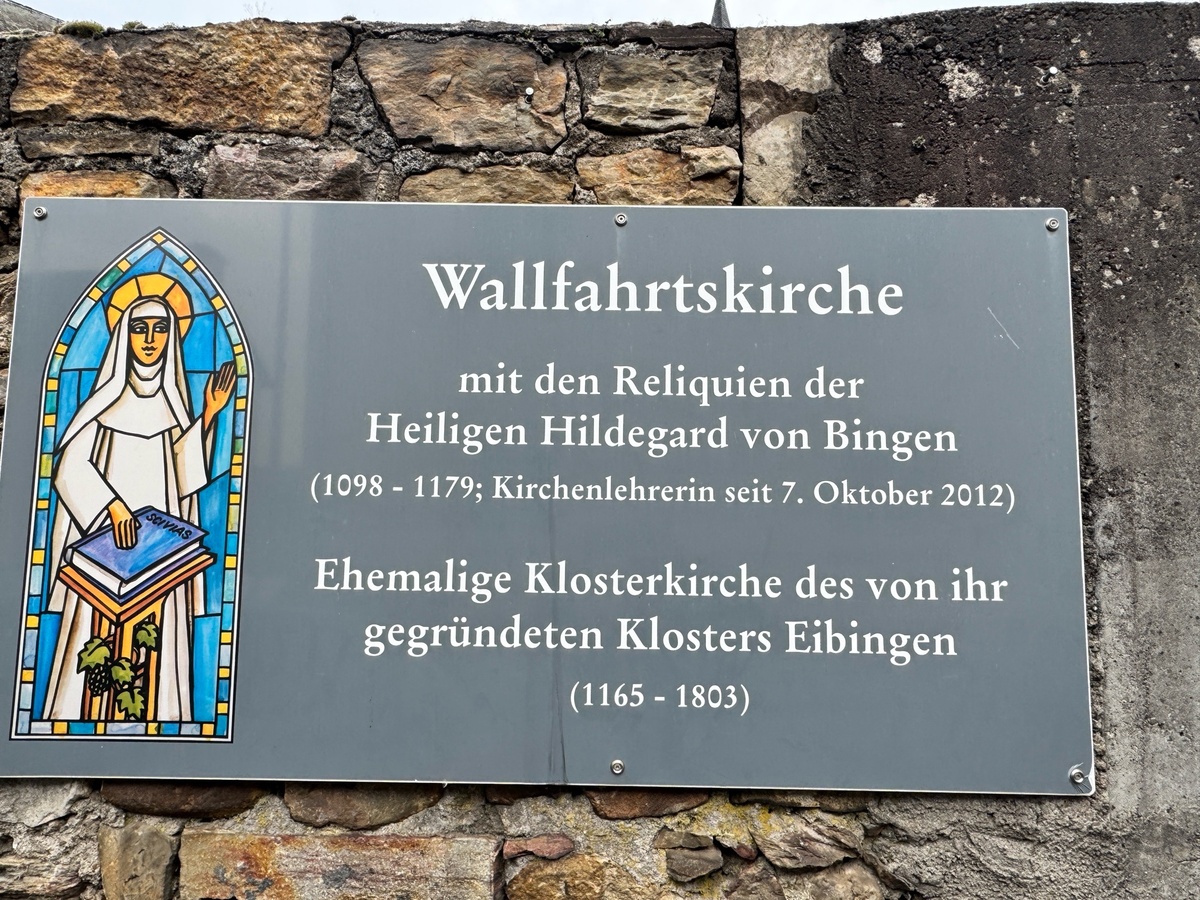 Wallfahrtskirche
mit den Reliquien der
Heiligen Hildegard von Bingen
(1098 - 1179; Kirchenlehrerin seit 7. Oktober 2012)
Ehemalige Klosterkirche des von ihr
gegründeten Klosters Eibingen
(1165 - 1803)
SCIVIAS